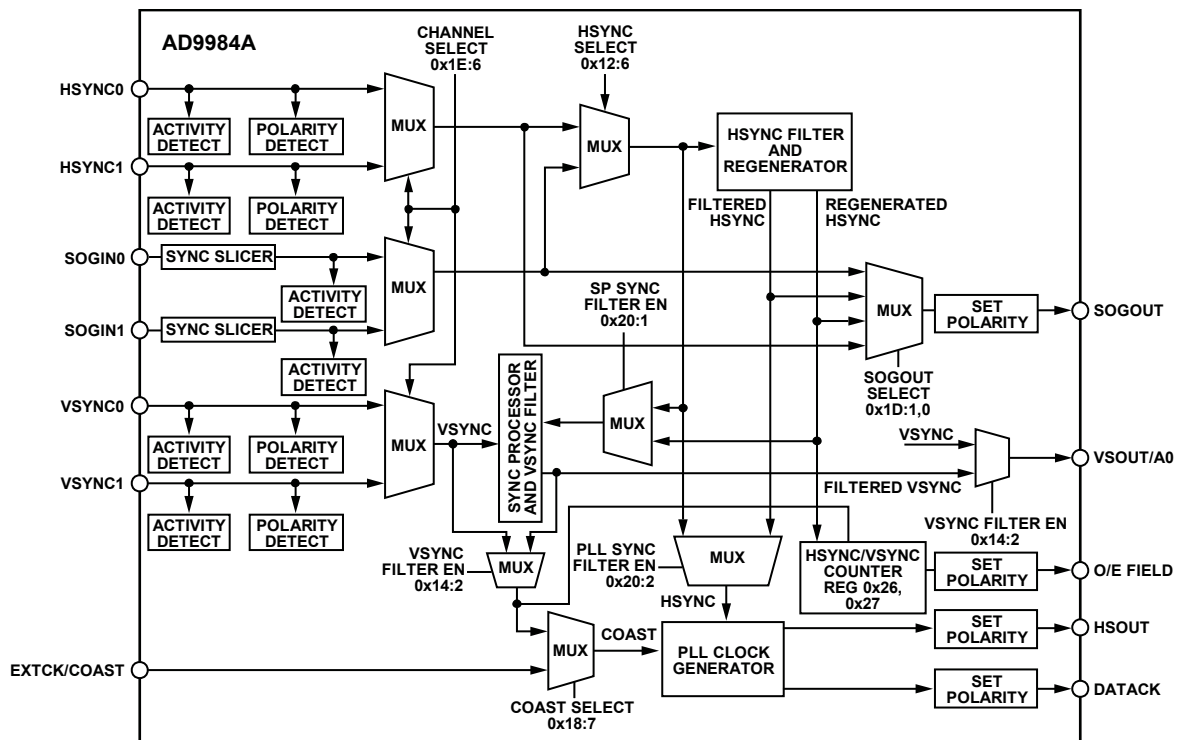 AD9984A
CHANNEL
SELECT
0x1E:6
HSYNC
SELECT
0x12:6
HSYNC0
ACTIVITY
DETECT
POLARITY
DETECT
MUX
MUX
HSYNC FILTER
AND
REGENERATOR
HSYNC1
ACTIVITY
DETECT
POLARITY
DETECT
FILTERED
HSYNC
REGENERATED
HSYNC
SOGIN0
SYNC SLICER
ACTIVITY
DETECT
MUX
SP SYNC
FILTER EN
0x20:1
MUX
SET
POLARITY
SOGOUT
SOGIN1
SYNC SLICER
ACTIVITY
DETECT
SOGOUT
SELECT
0x1D:1,0
VSYNC0
ACTIVITY
DETECT
POLARITY
DETECT
MUX
VSYNC
SYNC PROCESSOR
AND VSYNC FILTER
MUX
VSYNC
VSOUT/A0
FILTERED VSYNC
VSYNC1
ACTIVITY
DETECT
POLARITY
DETECT
VSYNC FILTER EN
0x14:2
VSYNC
FILTER EN
0x14:2
MUX
PLL SYNC
FILTER EN
0x20:2
MUX
HSYNC/VSYNC
COUNTER
REG 0x26,
0x27
SET
POLARITY
O/E FIELD
HSYNC
EXTCK/COAST
MUX
COAST
PLL CLOCK
GENERATOR
SET
POLARITY
HSOUT
COAST SELECT
0x18:7
SET
POLARITY
DATACK